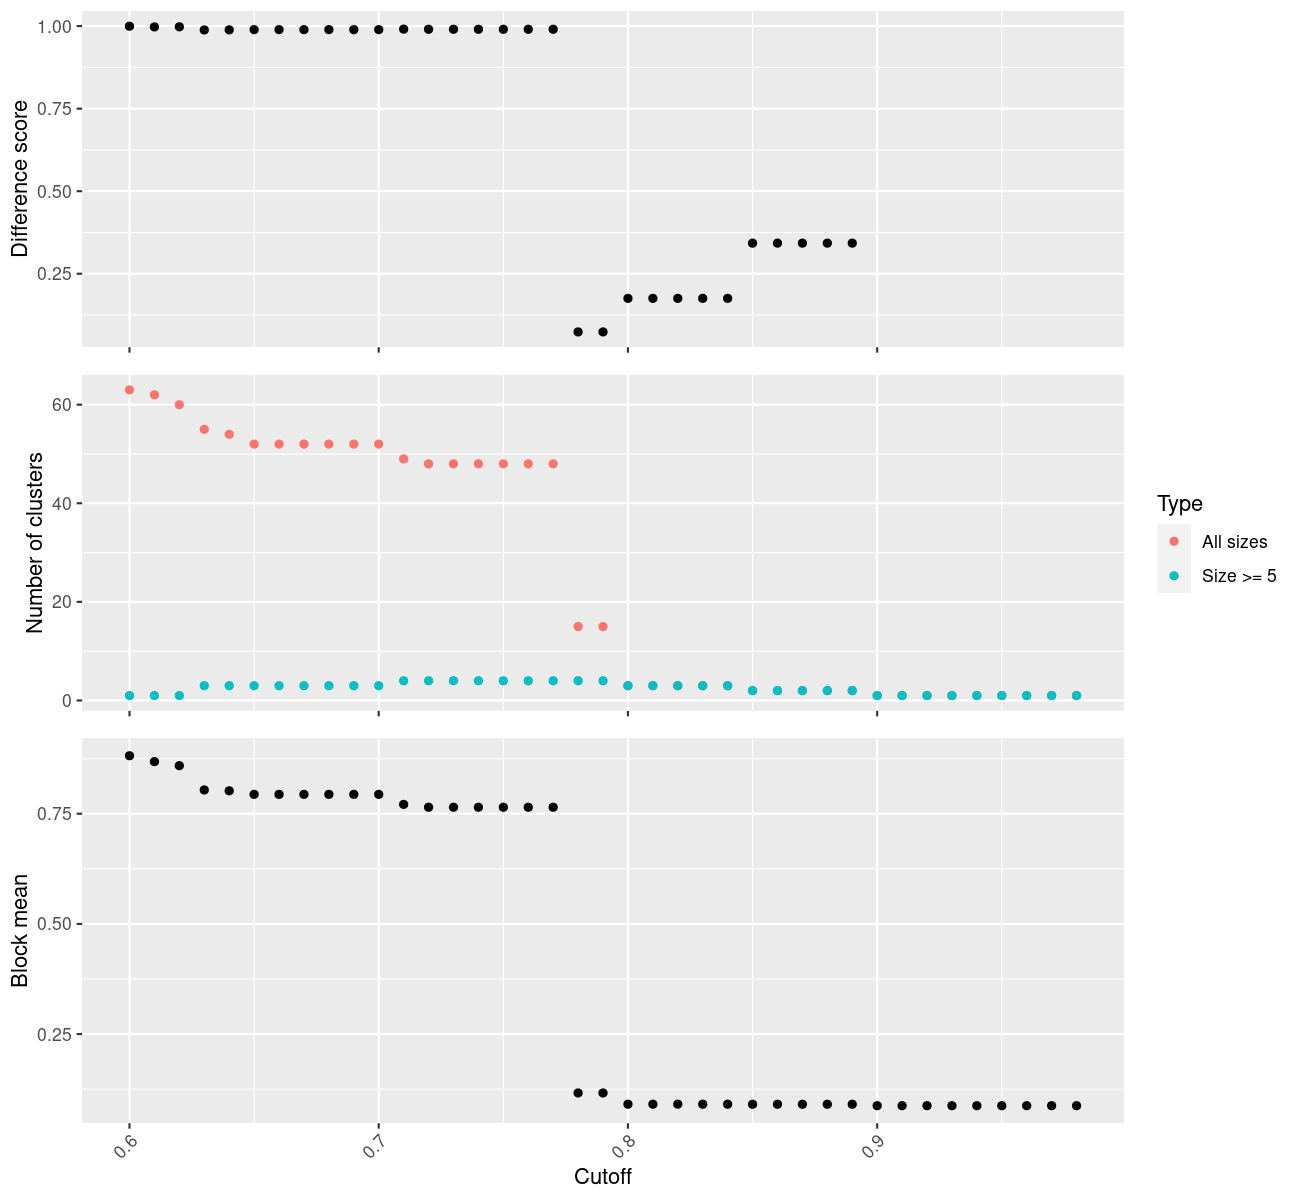 Difference score
1.00
0.75
0.50
0.25
Number of clusters
60
40
20
0
Type
All sizes
Size >= 5
Block mean
0.75
0.50
0.25
0.6
0.7
0.8
0.9
Cutoff